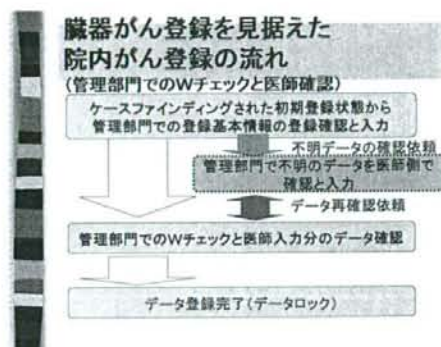 臓器がん登録を見据えた
院内がん登録の流れ
(管理部門でのWチェックと医師確認)
ケースファインディングされた初期登録状態から
管理部門での登録基本情報の登録確認と入力
不明データの確認依頼
管理部門で不明のデータを医師側で
確認と入力
データ再確認依頼
管理部門でのWチェックと医師入力分のデータ確認
データ登録完了(データロック)